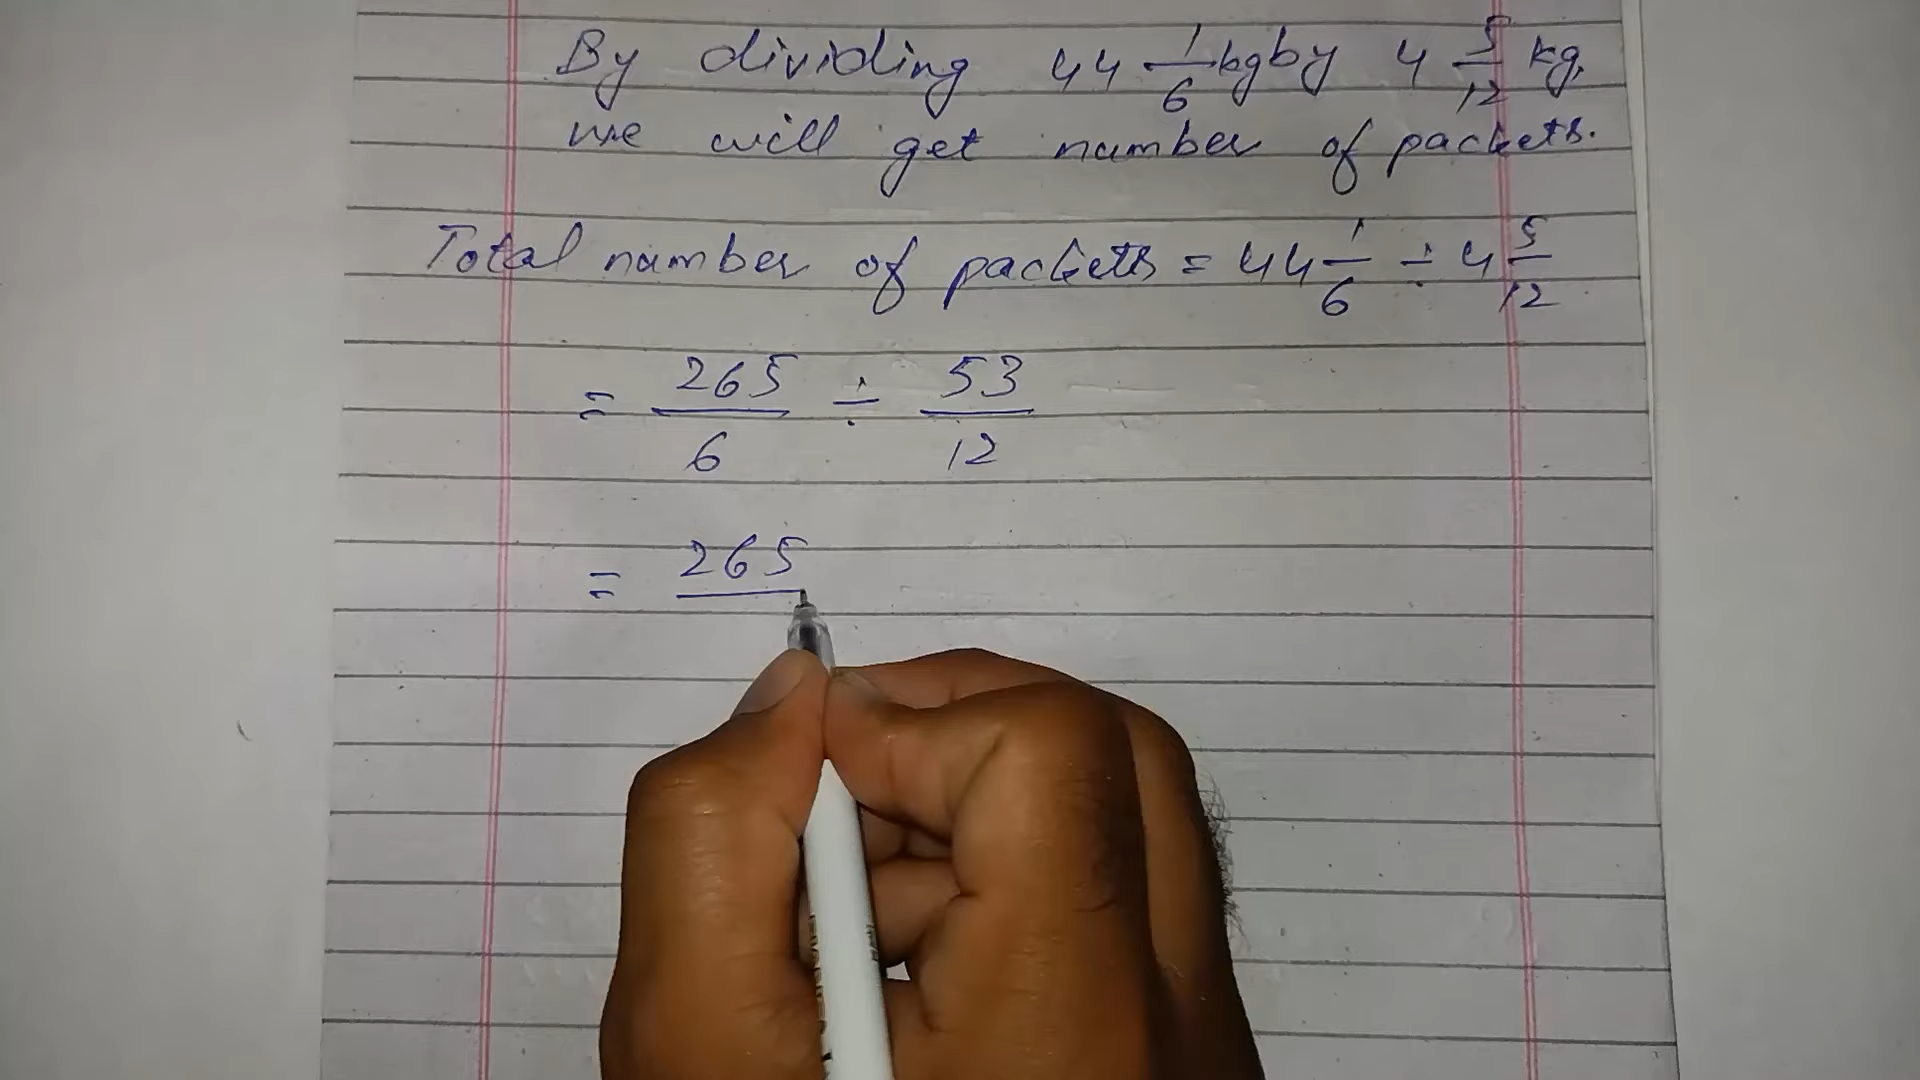 By dividing 44 1/6 kg by 4 5/12 kg,
we will get number of packets.
Total number of packets = 44 1/6 ÷ 4 5/12
= 265/6 ÷ 53/12
= 265